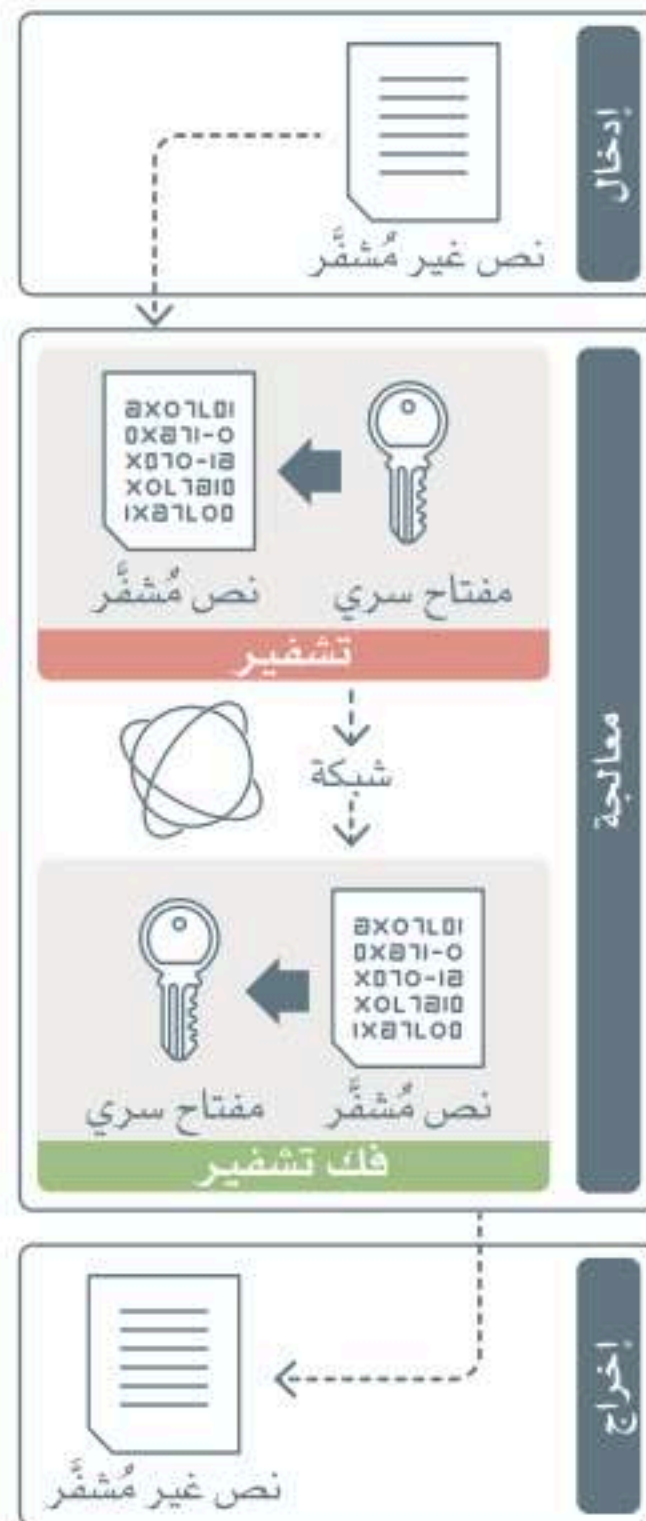 إدخال
نص غير مُشفَّر
معالجة
مفتاح سري
نص مُشفَّر
تشفير
شبكة
نص مُشفَّر
مفتاح سري
فك تشفير
إخراج
نص غير مُشفَّر